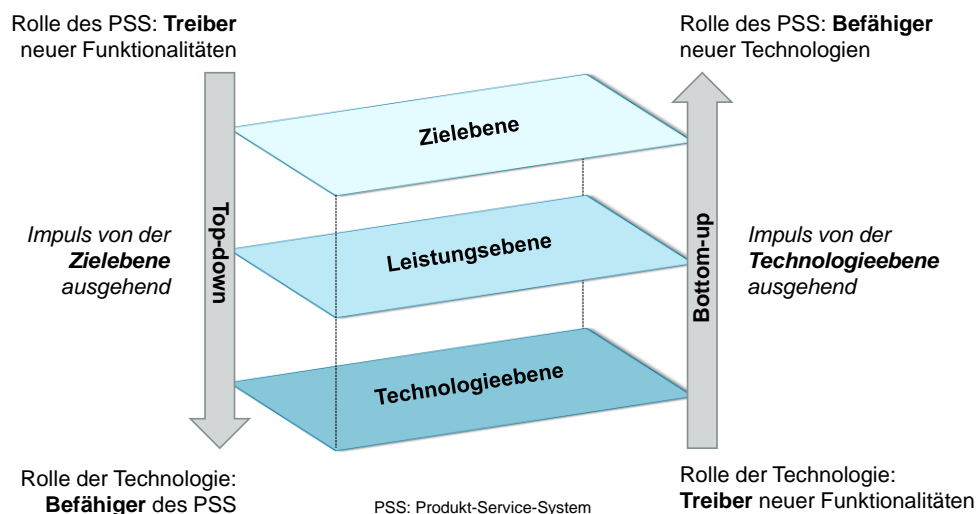 Rolle des PSS: Treiber
neuer Funktionalitäten
Rolle des PSS: Befähiger
neuer Technologien
Zielebene
Top-down
Impuls von der
Zielebene
ausgehend
Leistungsebene
Bottom-up
Impuls von der
Technologieebene
ausgehend
Technologieebene
Rolle der Technologie:
Befähiger des PSS
PSS: Produkt-Service-System
Rolle der Technologie:
Treiber neuer Funktionalitäten